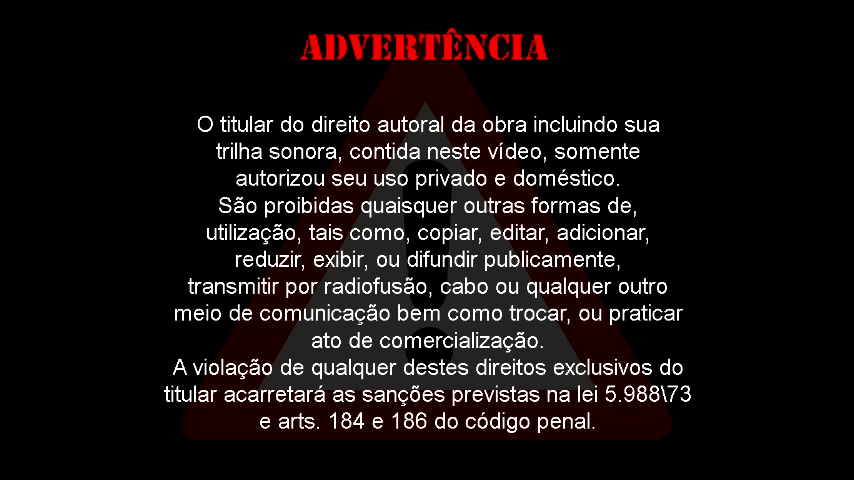 ADVERTÊNCIA
O titular do direito autoral da obra incluindo sua
trilha sonora, contida neste vídeo, somente
autorizou seu uso privado e doméstico.
São proibidas quaisquer outras formas de,
utilização, tais como, copiar, editar, adicionar,
reduzir, exibir, ou difundir publicamente,
transmitir por radiofusão, cabo ou qualquer outro
meio de comunicação bem como trocar, ou praticar
ato de comercialização.
A violação de qualquer destes direitos exclusivos do
titular acarretará as sanções previstas na lei 5.988\73
e arts. 184 e 186 do código penal.